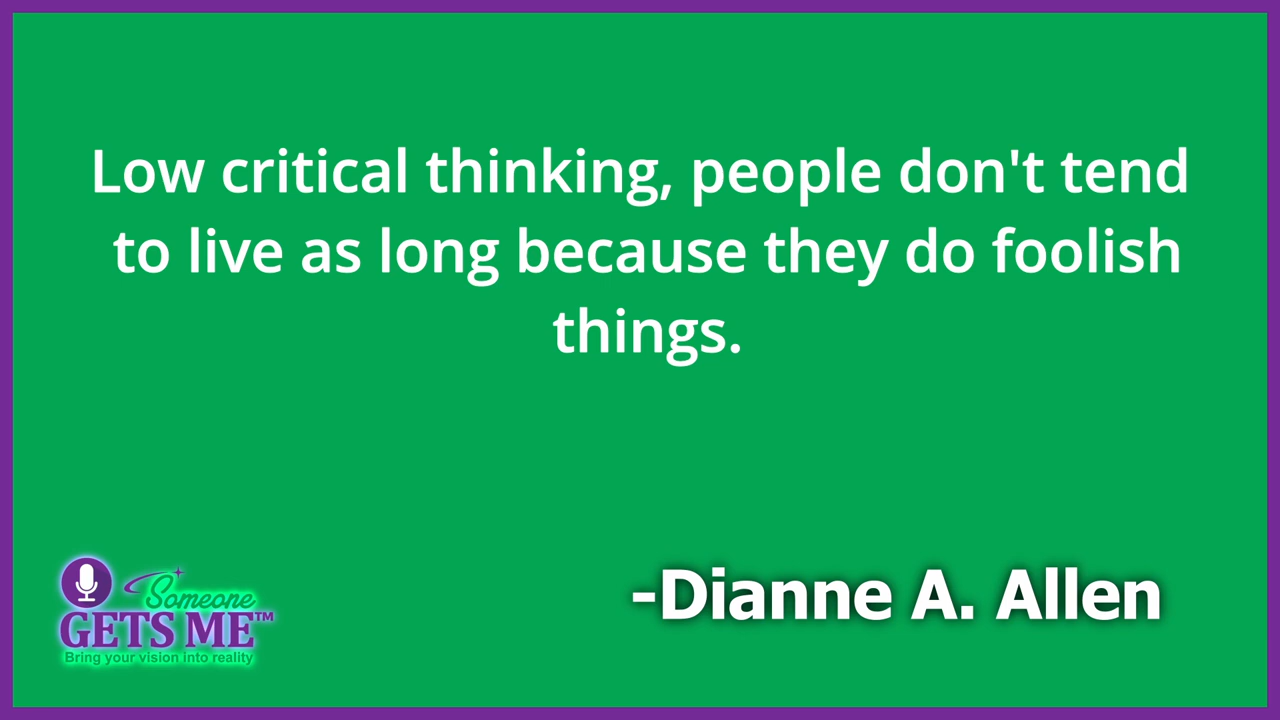 Low critical thinking, people don't tend
to live as long because they do foolish
things.
-Dianne A. Allen
Someone
GETS ME™
Bring your vision into reality